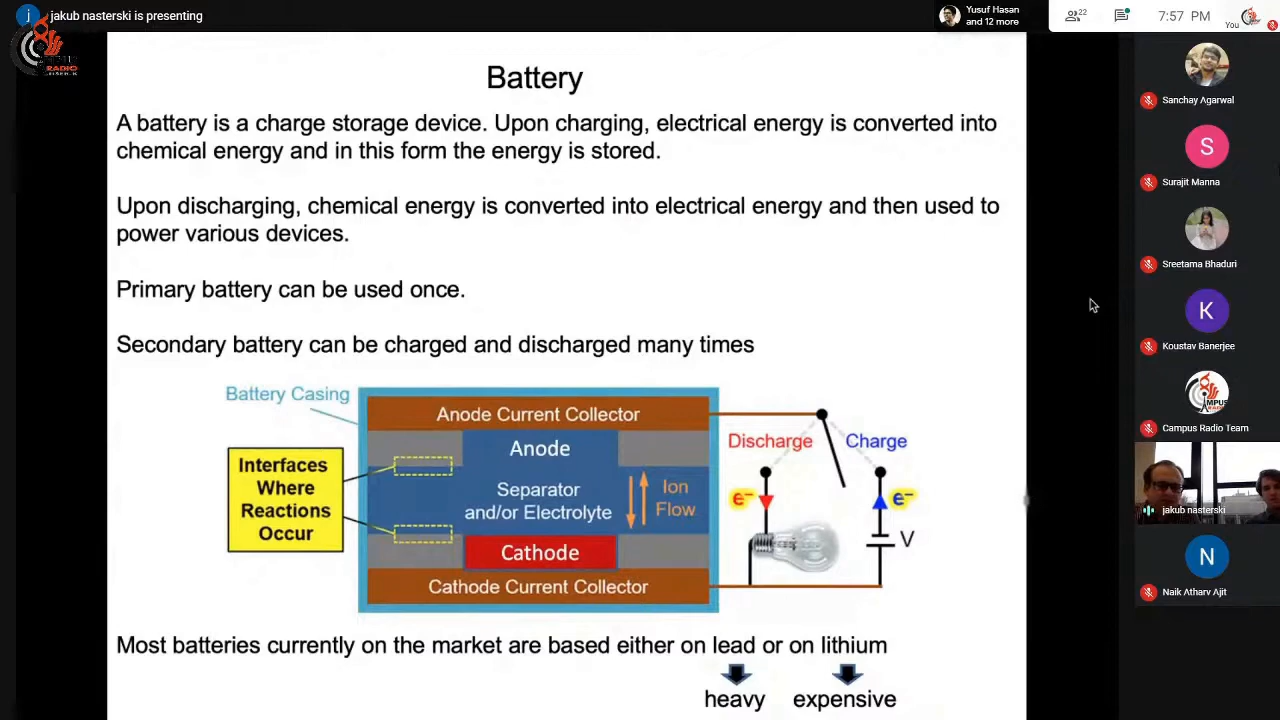 jakub nasterski is presenting
Yusuf Hasan
and 12 more
22
7:57 PM
You
Battery
A battery is a charge storage device. Upon charging, electrical energy is converted into
chemical energy and in this form the energy is stored.
Upon discharging, chemical energy is converted into electrical energy and then used to
power various devices.
Primary battery can be used once.
Secondary battery can be charged and discharged many times
Battery Casing
Anode Current Collector
Anode
Interfaces
Where
Reactions
Occur
Separator
and/or Electrolyte
Ion
Flow
Cathode
Cathode Current Collector
Discharge
Charge
e⁻
e⁻
V
Most batteries currently on the market are based either on lead or on lithium
heavy
expensive
Sanchay Agarwal
S
Surajit Manna
Sreetama Bhaduri
K
Koustav Banerjee
Campus Radio Team
jakub nasterski
N
Naik Atharv Ajit